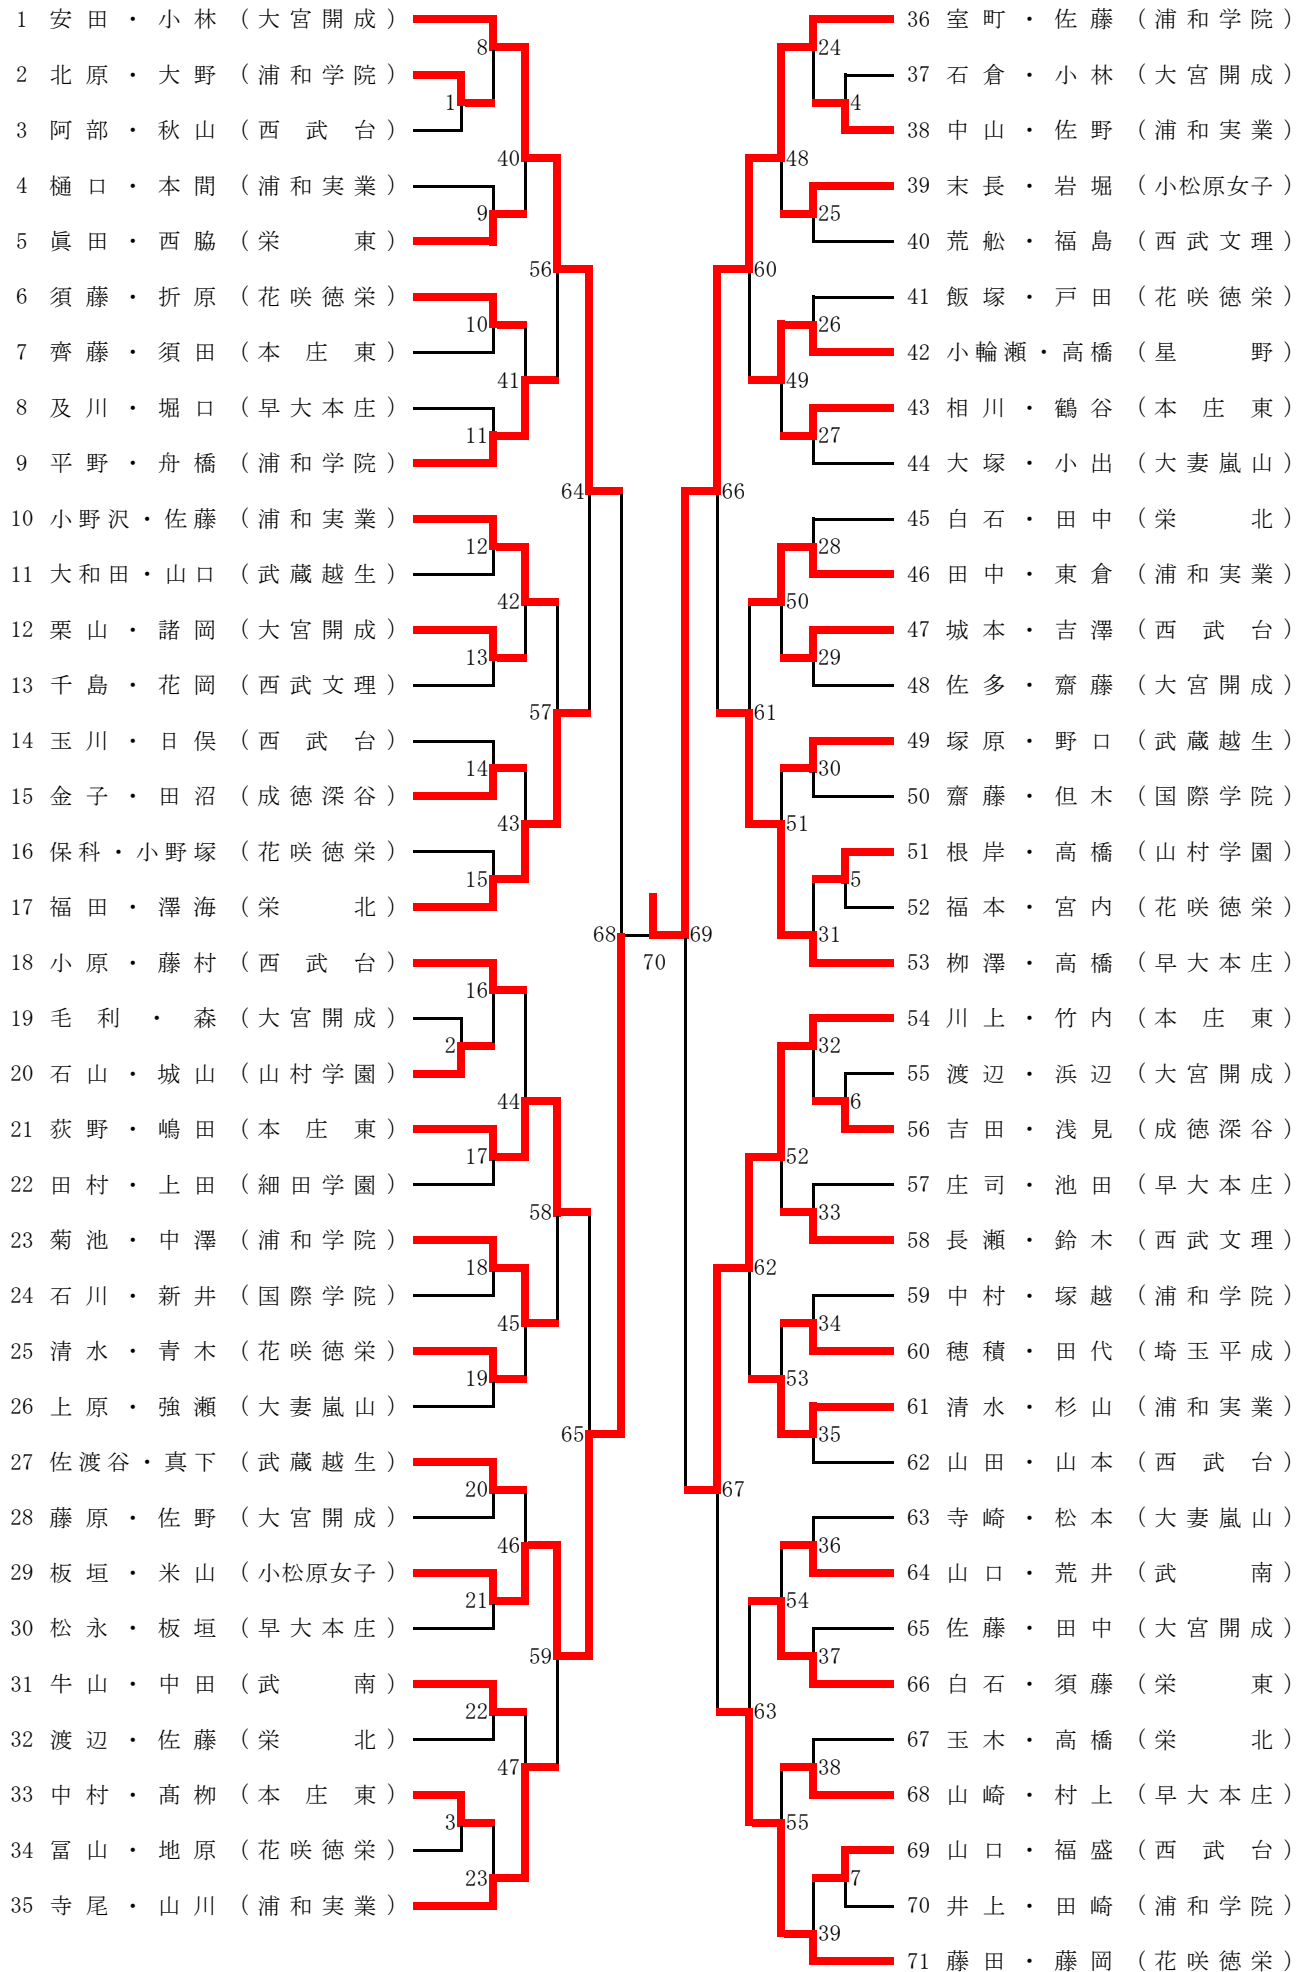 1 安田・小林（大宮開成）
2 北原・大野（浦和学院）
3 阿部・秋山（西武台）
4 樋口・本間（浦和実業）
5 眞田・西脇（栄東）
6 須藤・折原（花咲徳栄）
7 齊藤・須田（本庄東）
8 及川・堀口（早大本庄）
9 平野・舟橋（浦和学院）
10 小野沢・佐藤（浦和実業）
11 大和田・山口（武蔵越生）
12 栗山・諸岡（大宮開成）
13 千島・花岡（西武文理）
14 玉川・日俣（西武台）
15 金子・田沼（成徳深谷）
16 保科・小野塚（花咲徳栄）
17 福田・澤海（栄北）
18 小原・藤村（西武台）
19 毛利・森（大宮開成）
20 石山・城山（山村学園）
21 荻野・嶋田（本庄東）
22 田村・上田（細田学園）
23 菊池・中澤（浦和学院）
24 石川・新井（国際学院）
25 清水・青木（花咲徳栄）
26 上原・強瀬（大妻嵐山）
27 佐渡谷・真下（武蔵越生）
28 藤原・佐野（大宮開成）
29 板垣・米山（小松原女子）
30 松永・板垣（早大本庄）
31 牛山・中田（武南）
32 渡辺・佐藤（栄北）
33 中村・髙栁（本庄東）
34 冨山・地原（花咲徳栄）
35 寺尾・山川（浦和実業）
8
1
40
9
56
10
41
11
64
12
42
13
57
14
43
15
68
16
2
44
17
58
18
45
19
65
20
46
21
59
22
47
3
23
70
69
24
4
48
25
60
26
49
27
66
28
50
29
61
30
51
5
31
32
6
52
33
62
34
53
35
67
36
54
37
63
38
55
7
39
36 室町・佐藤（浦和学院）
37 石倉・小林（大宮開成）
38 中山・佐野（浦和実業）
39 末長・岩堀（小松原女子）
40 荒舩・福島（西武文理）
41 飯塚・戸田（花咲徳栄）
42 小輪瀬・高橋（星野）
43 相川・鶴谷（本庄東）
44 大塚・小出（大妻嵐山）
45 白石・田中（栄北）
46 田中・東倉（浦和実業）
47 城本・吉澤（西武台）
48 佐多・齋藤（大宮開成）
49 塚原・野口（武蔵越生）
50 齋藤・但木（国際学院）
51 根岸・高橋（山村学園）
52 福本・宮内（花咲徳栄）
53 栁澤・高橋（早大本庄）
54 川上・竹内（本庄東）
55 渡辺・浜辺（大宮開成）
56 吉田・浅見（成徳深谷）
57 庄司・池田（早大本庄）
58 長瀬・鈴木（西武文理）
59 中村・塚越（浦和学院）
60 穂積・田代（埼玉平成）
61 清水・杉山（浦和実業）
62 山田・山本（西武台）
63 寺崎・松本（大妻嵐山）
64 山口・荒井（武南）
65 佐藤・田中（大宮開成）
66 白石・須藤（栄東）
67 玉木・高橋（栄北）
68 山崎・村上（早大本庄）
69 山口・福盛（西武台）
70 井上・田崎（浦和学院）
71 藤田・藤岡（花咲徳栄）